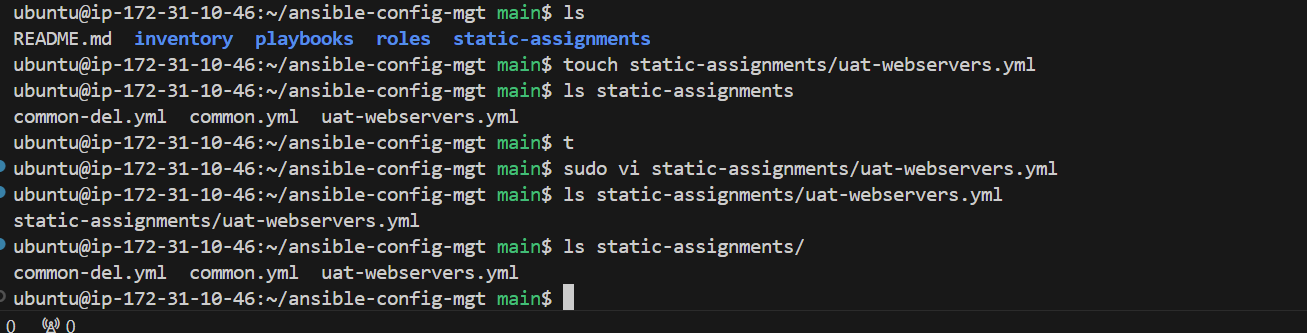 ubuntu@ip-172-31-10-46:~/ansible-config-mgt main$ ls
README.md  inventory  playbooks  roles  static-assignments
ubuntu@ip-172-31-10-46:~/ansible-config-mgt main$ touch static-assignments/uat-webservers.yml
ubuntu@ip-172-31-10-46:~/ansible-config-mgt main$ ls static-assignments
common-del.yml  common.yml  uat-webservers.yml
ubuntu@ip-172-31-10-46:~/ansible-config-mgt main$ t
ubuntu@ip-172-31-10-46:~/ansible-config-mgt main$ sudo vi static-assignments/uat-webservers.yml
ubuntu@ip-172-31-10-46:~/ansible-config-mgt main$ ls static-assignments/uat-webservers.yml
static-assignments/uat-webservers.yml
ubuntu@ip-172-31-10-46:~/ansible-config-mgt main$ ls static-assignments/
common-del.yml  common.yml  uat-webservers.yml
ubuntu@ip-172-31-10-46:~/ansible-config-mgt main$
0 0